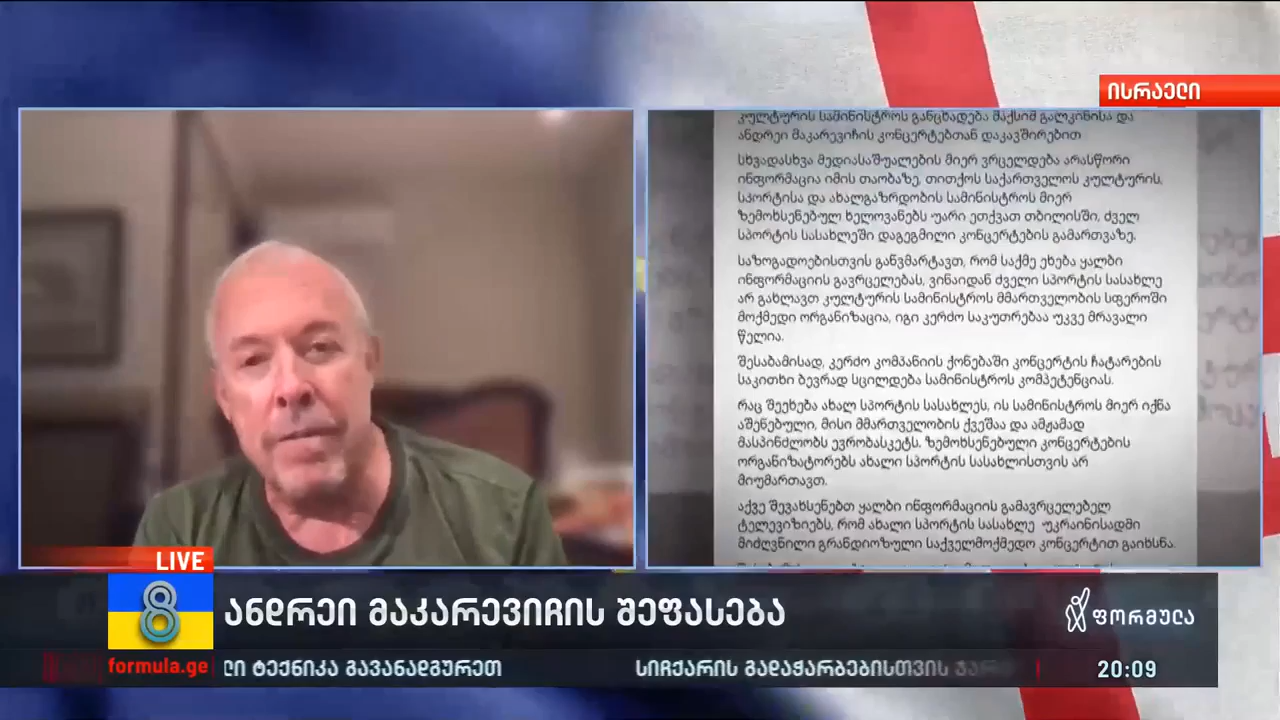 ისრაელი
კულტურის სამინისტროს განცხადება მაქსიმ გალკინისა და
ანდრეი მაკარევიჩის კონცერტებთან დაკავშირებით
სხვადასხვა მედიასაშუალების მიერ ვრცელდება არასწორი
ინფორმაცია იმის თაობაზე, თითქოს საქართველოს კულტურის,
სპორტისა და ახალგაზრდობის სამინისტროს მიერ
ზემოხსენებულ ხელოვანებს უარი ეთქვათ თბილისში, ძველ
სპორტის სასახლეში დაგეგმილი კონცერტების გამართვაზე.
საზოგადოებისთვის განვმარტავთ, რომ საქმე ეხება ყალბი
ინფორმაციის გავრცელებას, ვინაიდან ძველი სპორტის სასახლე
არ გახლავთ კულტურის სამინისტროს მმართველობის სფეროში
მოქმედი ორგანიზაცია, იგი კერძო საკუთრებაა უკვე მრავალი
წელია.
შესაბამისად, კერძო კომპანიის ქონებაში კონცერტის ჩატარების
საკითხი ბევრად სცილდება სამინისტროს კომპეტენციას.
რაც შეეხება ახალ სპორტის სასახლეს, ის სამინისტროს მიერ იქნა
აშენებული, მისი მმართველობის ქვეშაა და ამჟამად
მასპინძლობს ევრობასკეტს. ზემოხსენებული კონცერტების
ორგანიზატორებს ახალი სპორტის სასახლისთვის არ
მიუმართავთ.
აქვე შევახსენებთ ყალბი ინფორმაციის გამავრცელებელ
ტელევიზიებს, რომ ახალი სპორტის სასახლე უკრაინისადმი
მიძღვნილი გრანდიოზული საქველმოქმედო კონცერტით გაიხსნა.
LIVE
8
ანდრეი მაკარევიჩის შეფასება
ფორმულა
formula.ge
ლი ტექნიკა გავანადგურეთ
სიჩქარის გადაჭარბებისთვის ჯარი
20:09